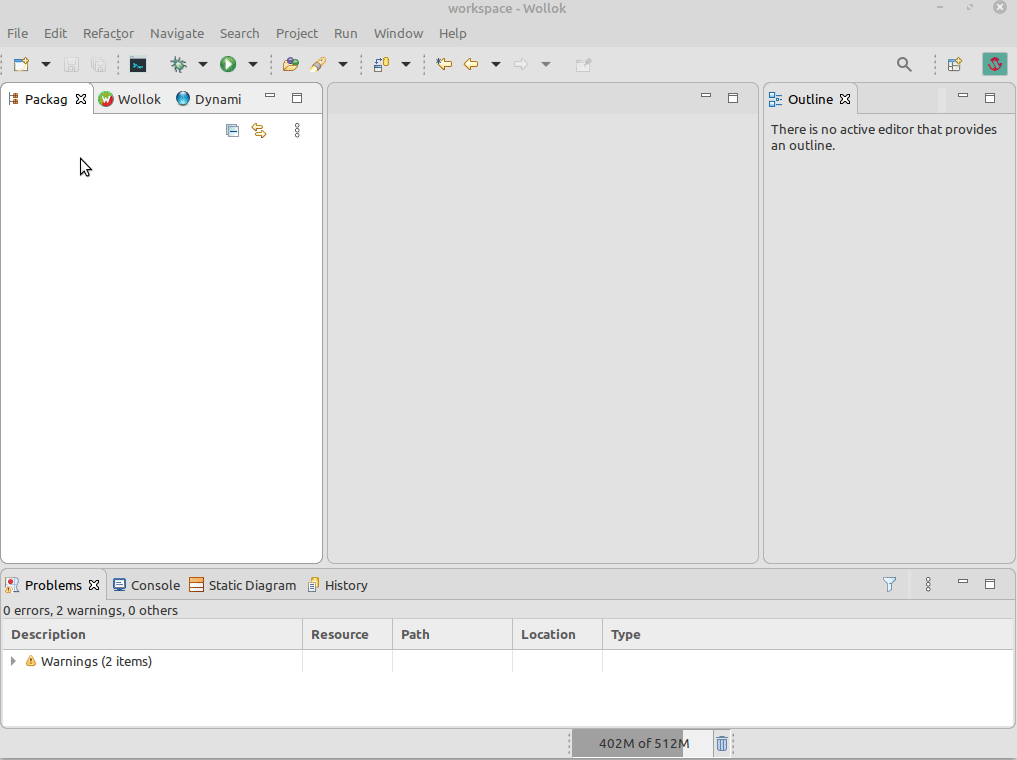 workspace - Wollok
File Edit Refactor Navigate Search Project Run Window Help
Packag Wollok Dynami
Outline
There is no active editor that provides
an outline.
Problems Console Static Diagram History
0 errors, 2 warnings, 0 others
Description Resource Path Location Type
Warnings (2 items)
402M of 512M